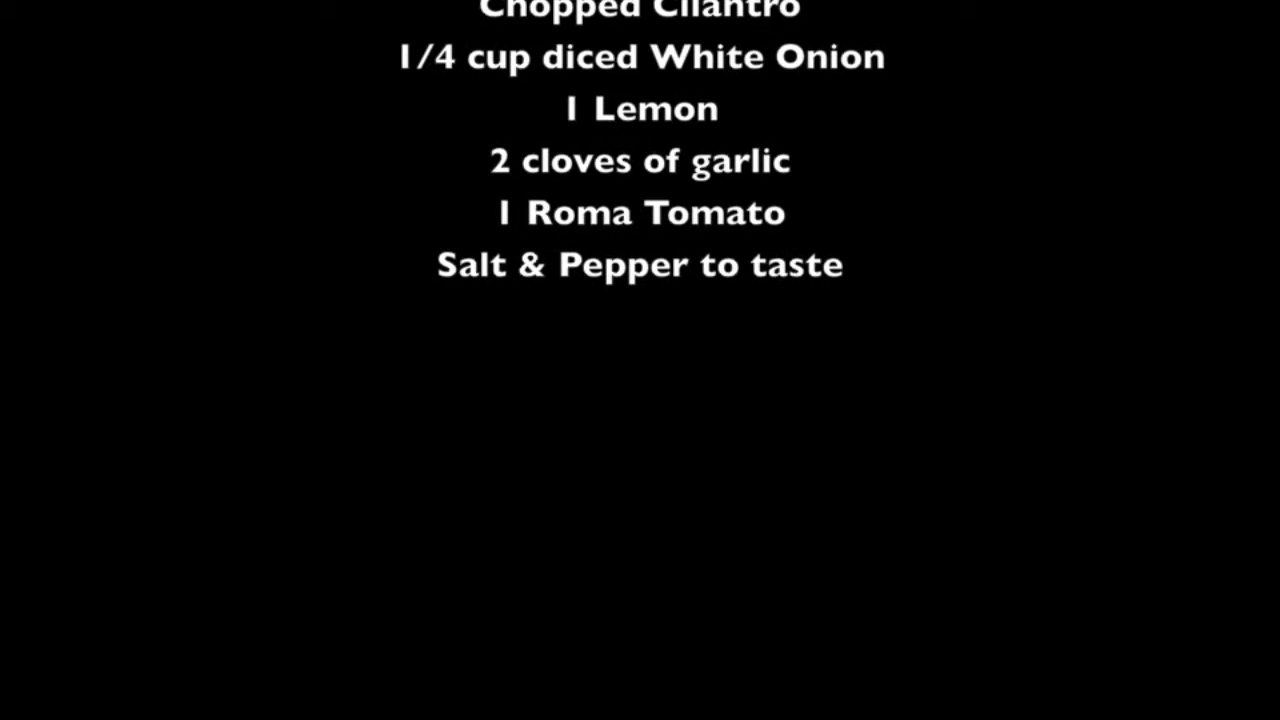 Chopped Cilantro
1/4 cup diced White Onion
1 Lemon
2 cloves of garlic
1 Roma Tomato
Salt & Pepper to taste